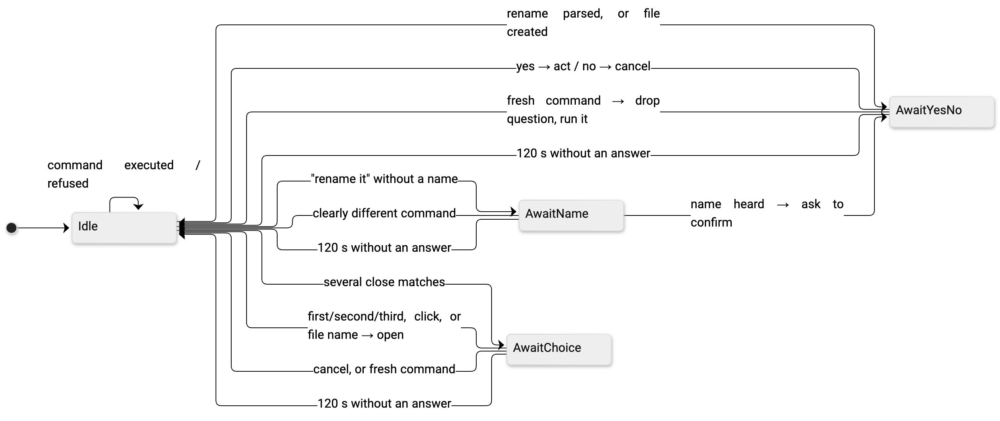 rename parsed, or file
created
yes → act / no → cancel
fresh command → drop
question, run it
AwaitYesNo
120 s without an answer
command executed /
refused
"rename it" without a name
name heard → ask to
confirm
clearly different command
AwaitName
Idle
120 s without an answer
several close matches
first/second/third, click, or
file name → open
AwaitChoice
cancel, or fresh command
120 s without an answer